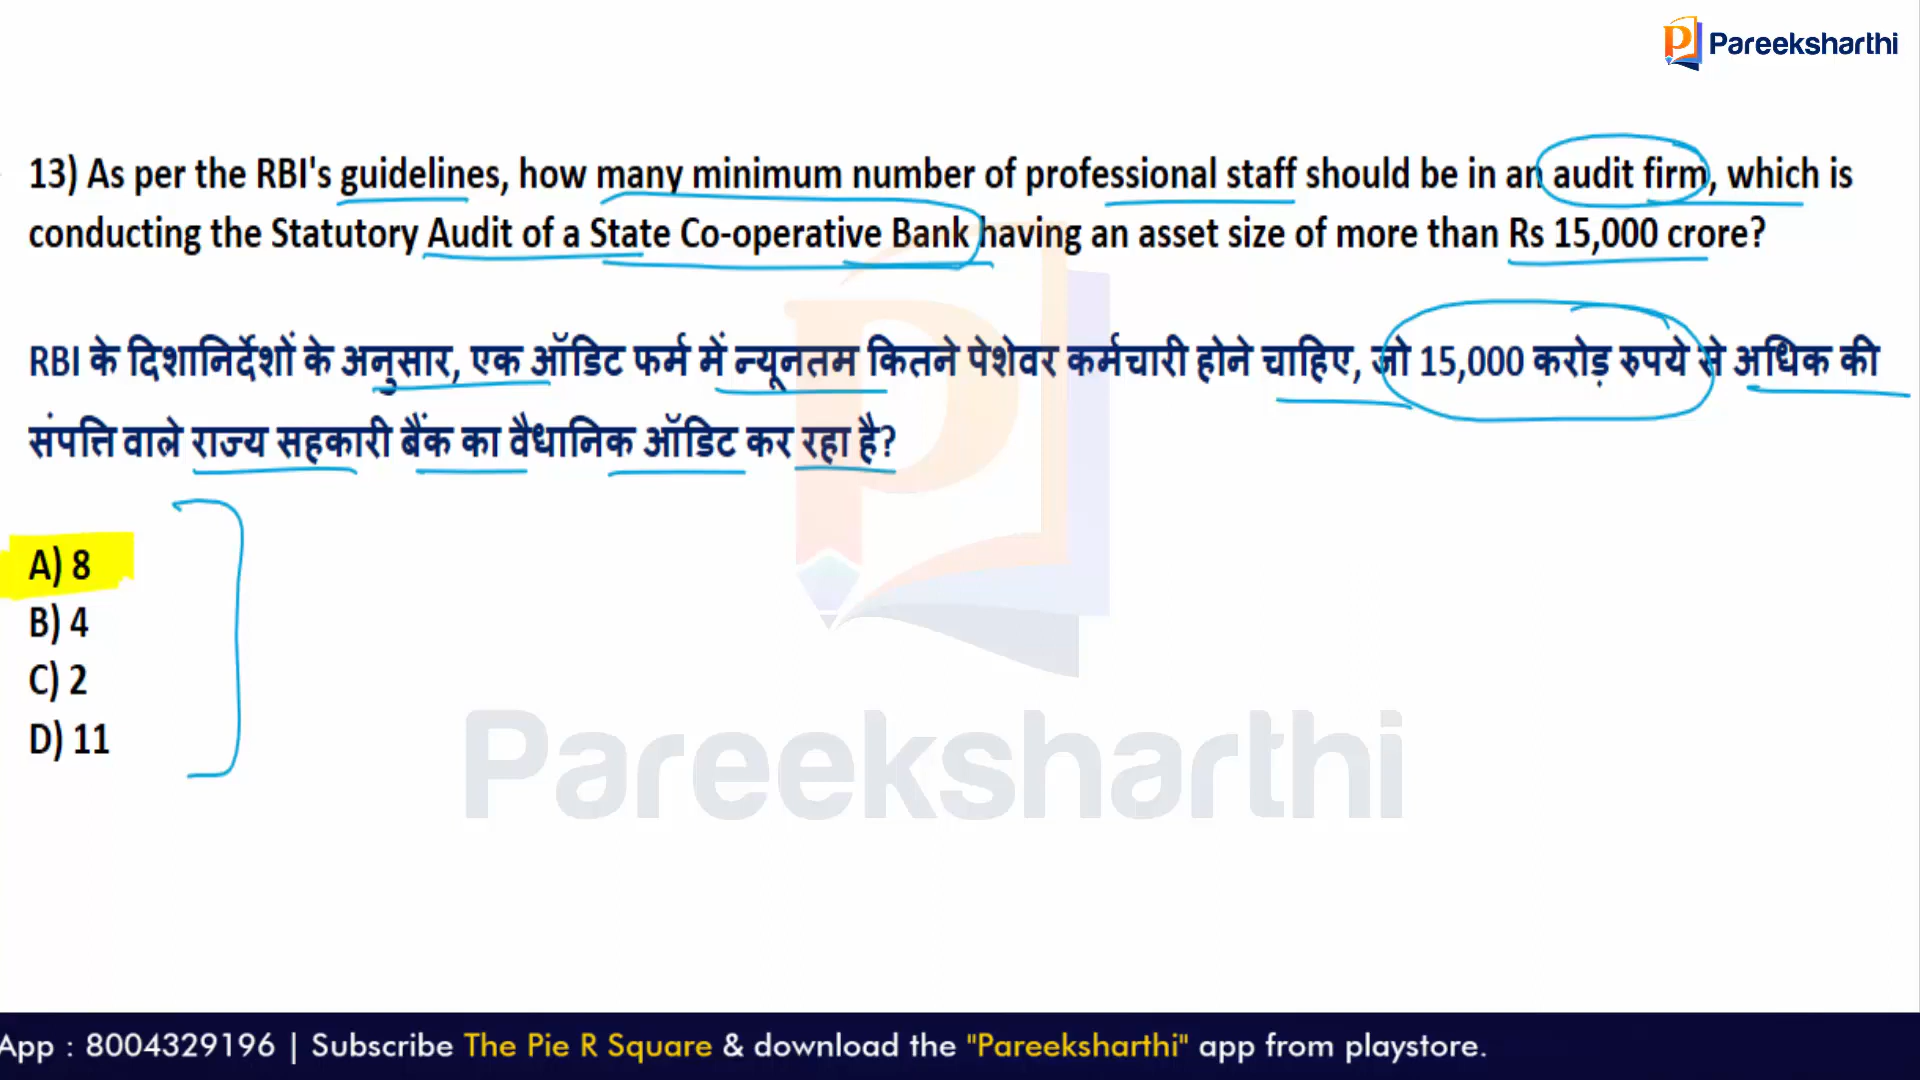 Pareeksharthi
13) As per the RBI's guidelines, how many minimum number of professional staff should be in an audit firm, which is
conducting the Statutory Audit of a State Co-operative Bank having an asset size of more than Rs 15,000 crore?
RBI के दिशानिर्देशों के अनुसार, एक ऑडिट फर्म में न्यूनतम कितने पेशेवर कर्मचारी होने चाहिए, जो 15,000 करोड़ रुपये से अधिक की
संपत्ति वाले राज्य सहकारी बैंक का वैधानिक ऑडिट कर रहा है?
A) 8
B) 4
C) 2
D) 11
Pareeksharthi
App : 8004329196 | Subscribe The Pie R Square & download the "Pareeksharthi" app from playstore.